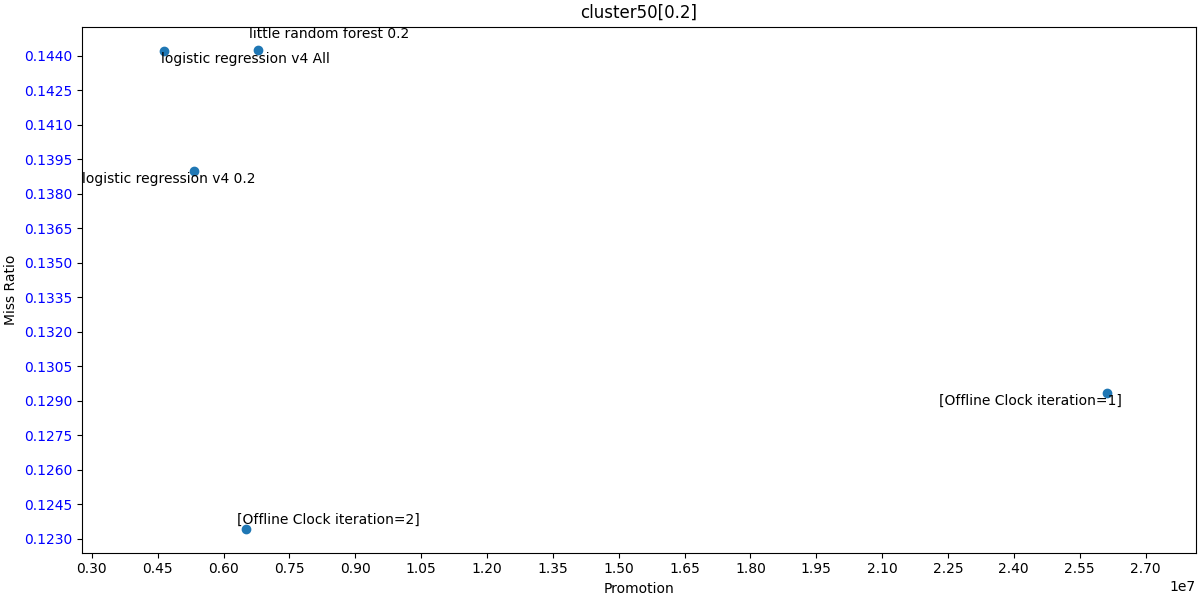 cluster50[0.2]
little random forest 0.2
logistic regression v4 All
logistic regression v4 0.2
[Offline Clock iteration=1]
[Offline Clock iteration=2]
Miss Ratio
0.1440
0.1425
0.1410
0.1395
0.1380
0.1365
0.1350
0.1335
0.1320
0.1305
0.1290
0.1275
0.1260
0.1245
0.1230
0.30 0.45 0.60 0.75 0.90 1.05 1.20 1.35 1.50 1.65 1.80 1.95 2.10 2.25 2.40 2.55 2.70
1e7
Promotion